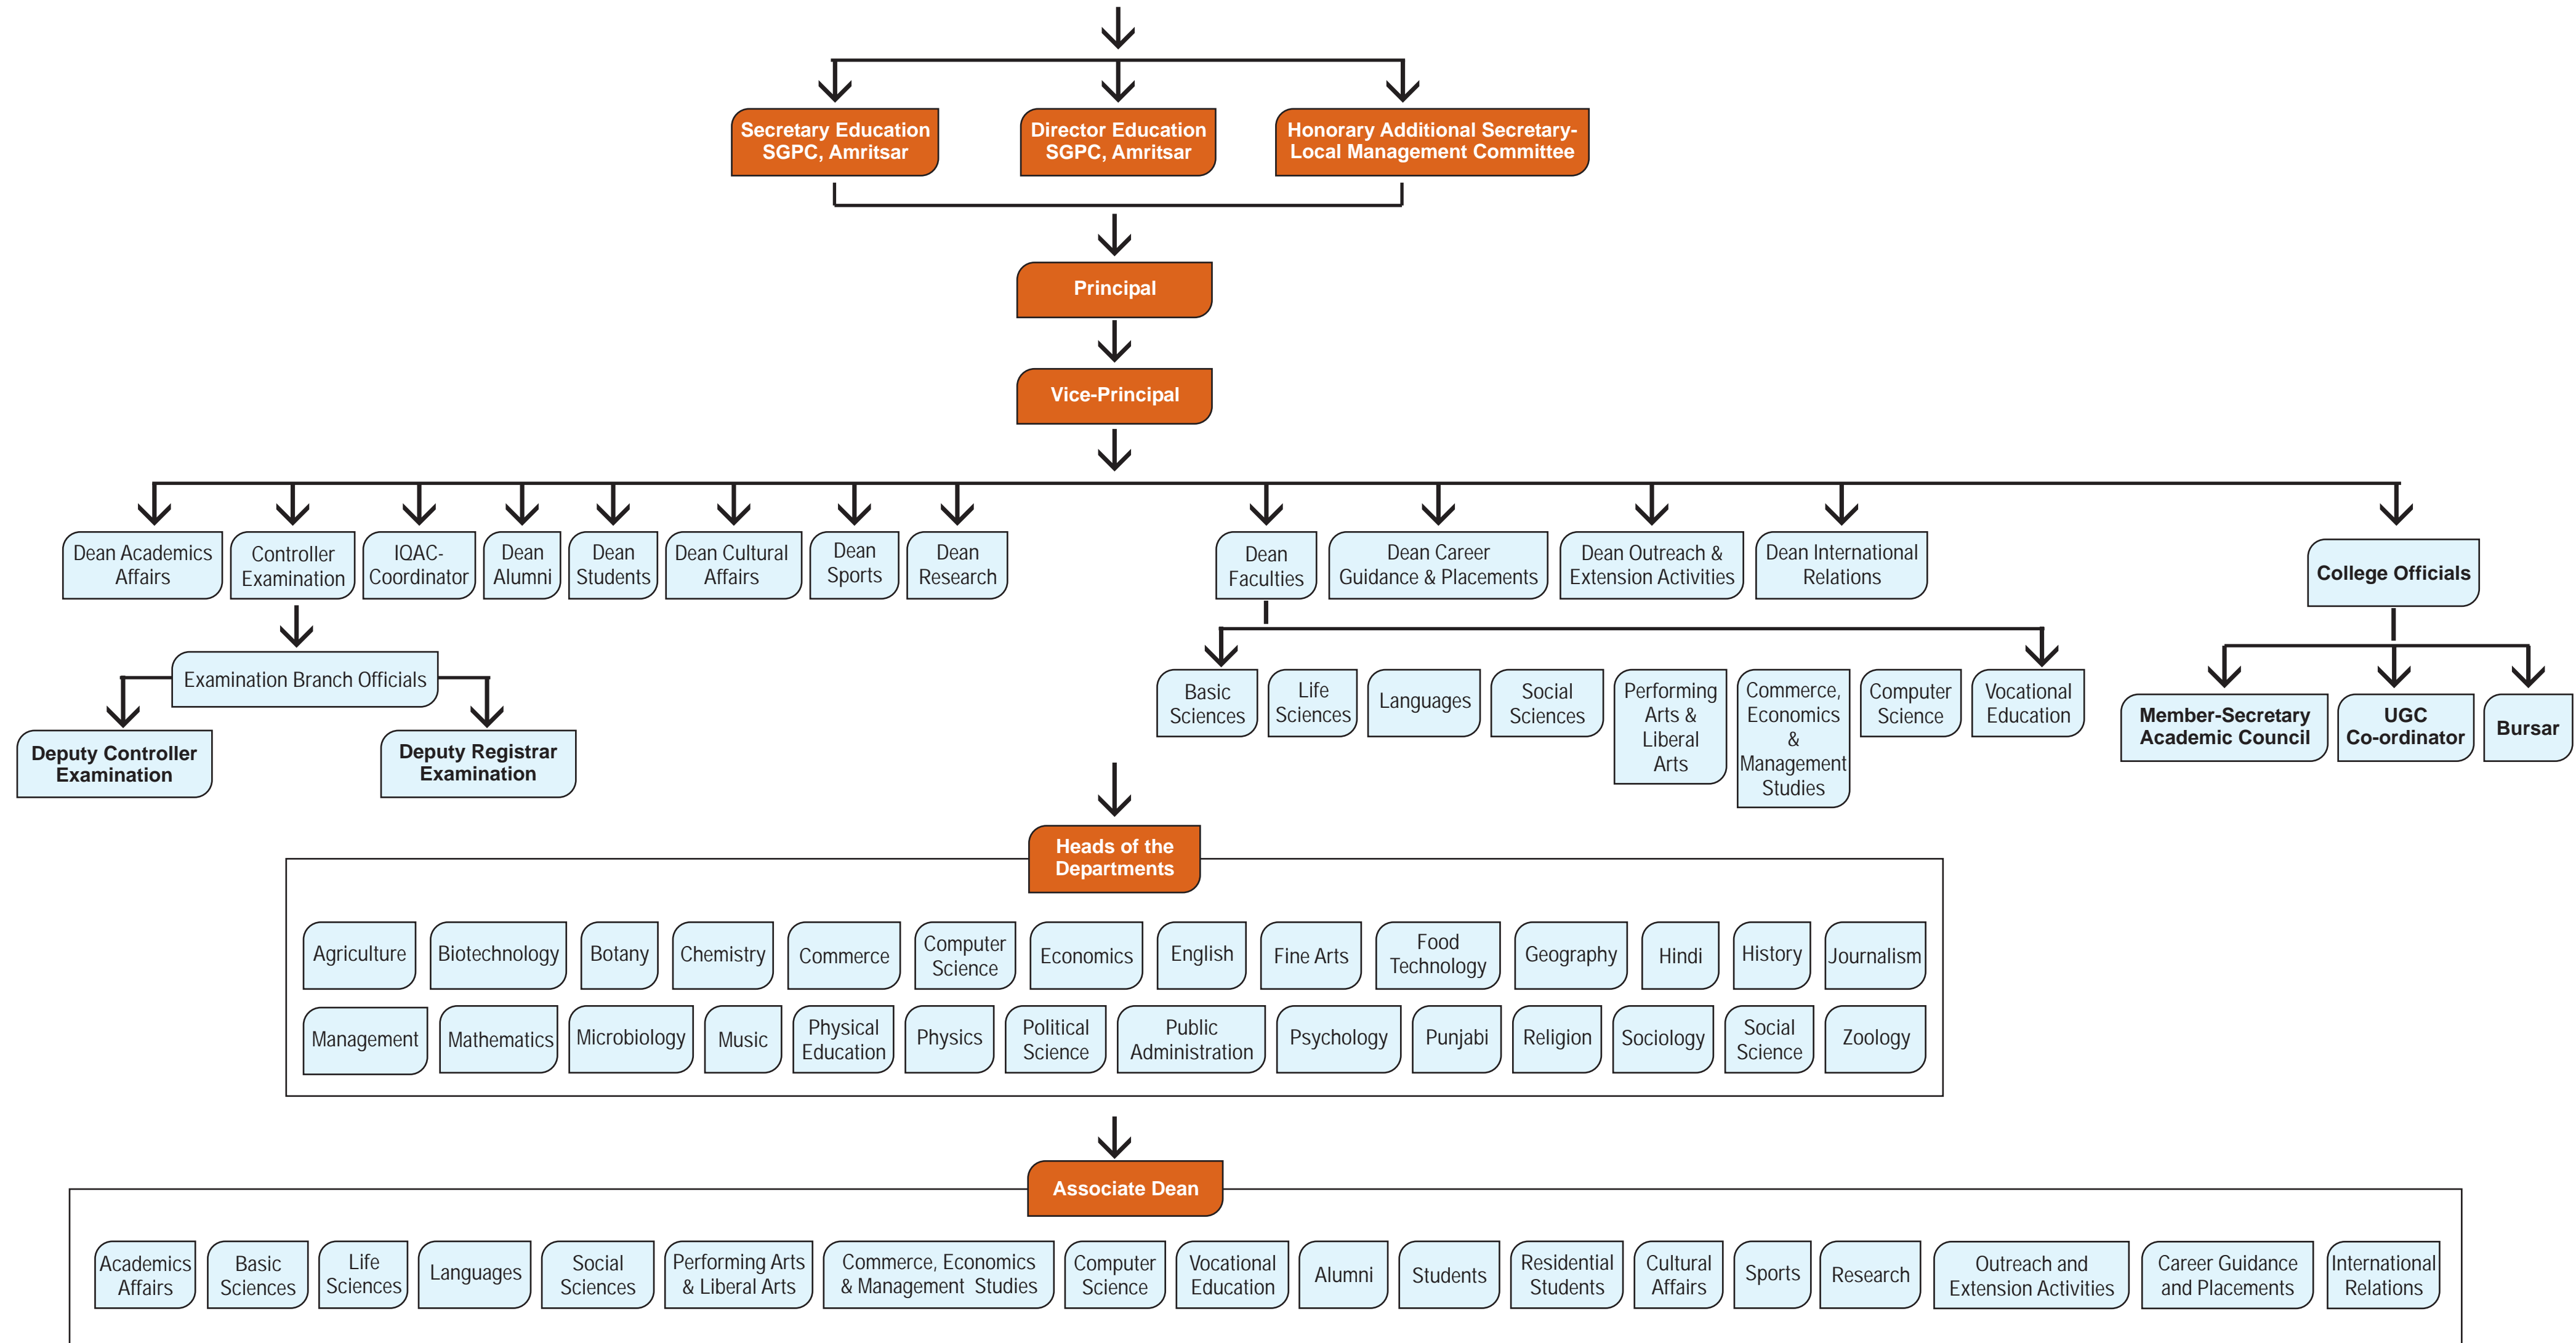 Secretary Education
SGPC, Amritsar
Director Education
SGPC, Amritsar
Honorary Additional Secretary-
Local Management Committee
Principal
Vice-Principal
Dean Academics
Affairs
Controller
Examination
IQAC-
Coordinator
Dean
Alumni
Dean
Students
Dean Cultural
Affairs
Dean
Sports
Dean
Research
Dean
Faculties
Dean Career
Guidance & Placements
Dean Outreach &
Extension Activities
Dean International
Relations
College Officials
Examination Branch Officials
Deputy Controller
Examination
Deputy Registrar
Examination
Basic
Sciences
Life
Sciences
Languages
Social
Sciences
Performing
Arts &
Liberal
Arts
Commerce,
Economics
&
Management
Studies
Computer
Science
Vocational
Education
Member-Secretary
Academic Council
UGC
Co-ordinator
Bursar
Heads of the
Departments
Agriculture
Biotechnology
Botany
Chemistry
Commerce
Computer
Science
Economics
English
Fine Arts
Food
Technology
Geography
Hindi
History
Journalism
Management
Mathematics
Microbiology
Music
Physical
Education
Physics
Political
Science
Public
Administration
Psychology
Punjabi
Religion
Sociology
Social
Science
Zoology
Associate Dean
Academics
Affairs
Basic
Sciences
Life
Sciences
Languages
Social
Sciences
Performing Arts
& Liberal Arts
Commerce, Economics
& Management Studies
Computer
Science
Vocational
Education
Alumni
Students
Residential
Students
Cultural
Affairs
Sports
Research
Outreach and
Extension Activities
Career Guidance
and Placements
International
Relations